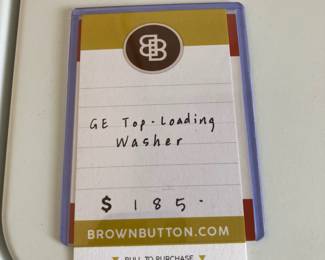 GE Top-Loading
Washer
$ 185-
BROWNBUTTON.COM
PULL TO PURCHASE